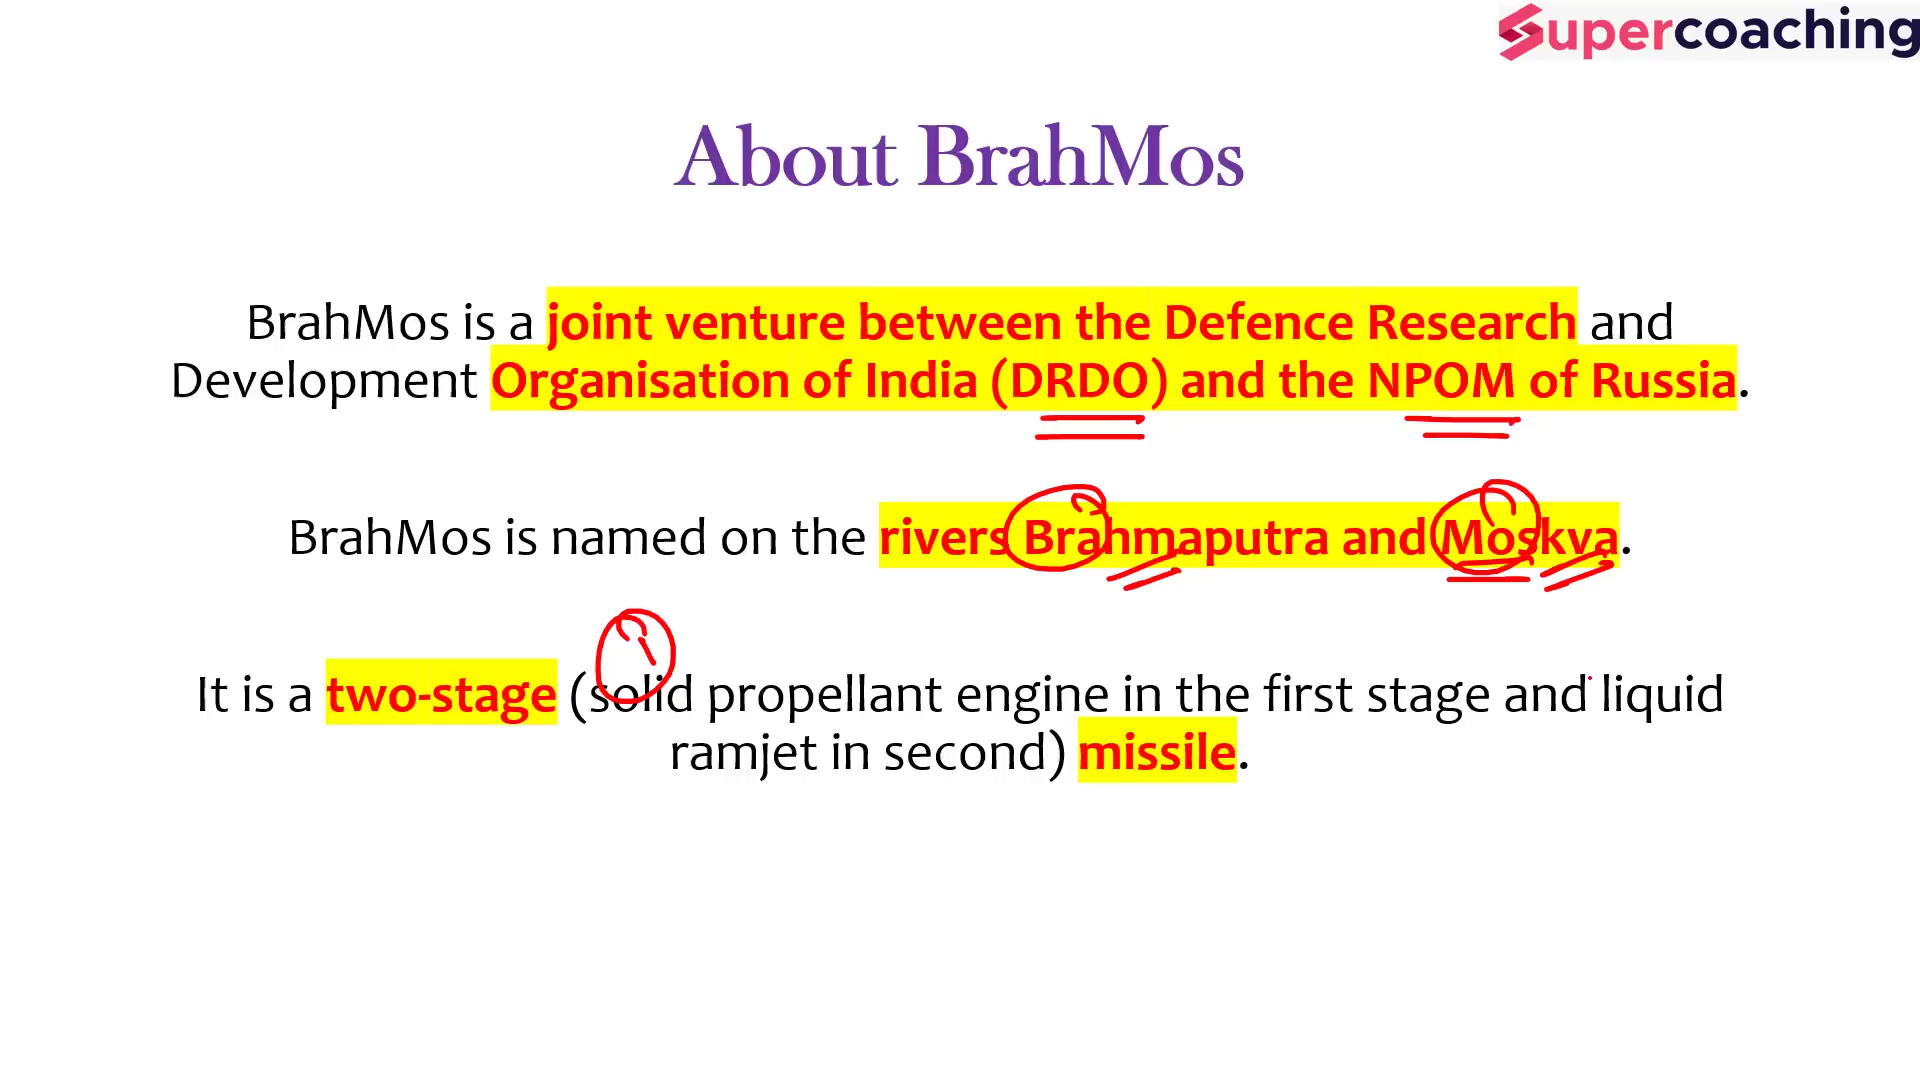 Supercoaching
About BrahMos
BrahMos is a joint venture between the Defence Research and
Development Organisation of India (DRDO) and the NPOM of Russia.
BrahMos is named on the rivers Brahmaputra and Moskva.
It is a two-stage (solid propellant engine in the first stage and liquid
ramjet in second) missile.